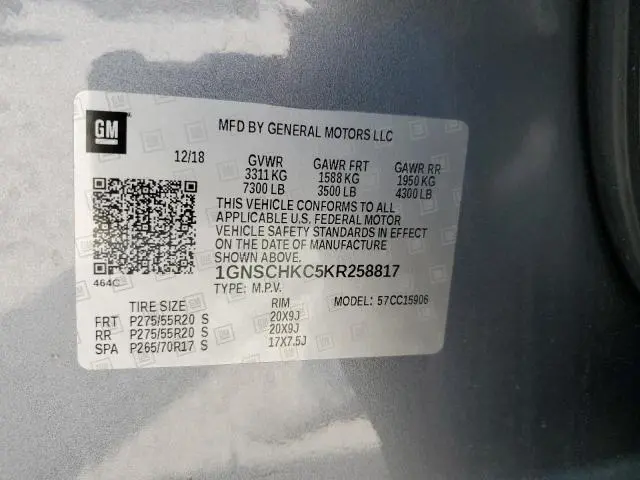 GM
MFD BY GENERAL MOTORS LLC
12/18 GVWR GAWR FRT GAWR RR
3311 KG 1588 KG 1950 KG
7300 LB 3500 LB 4300 LB
THIS VEHICLE CONFORMS TO ALL
APPLICABLE U.S. FEDERAL MOTOR
VEHICLE SAFETY STANDARDS IN EFFECT
ON THE DATE OF MANUFACTURE
SHOWN ABOVE.
1GNSCHKC5KR258817
464C
TYPE: M.P.V. MODEL: 57CC15906
TIRE SIZE RIM
FRT P275/55R20 S 20X9J
RR P275/55R20 S 20X9J
SPA P265/70R17 S 17X7.5J